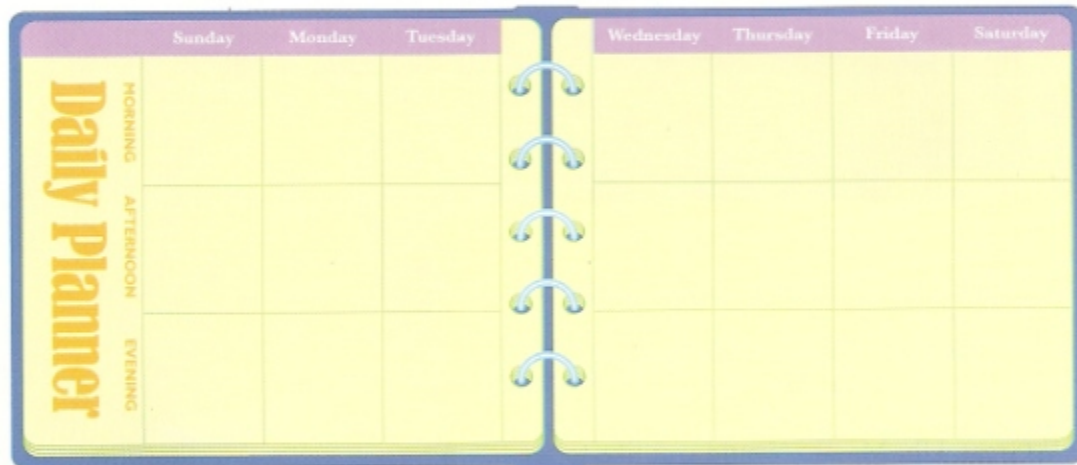 Sunday Monday Tuesday Wednesday Thursday Friday Saturday
Daily Planner
MORNING
AFTERNOON
EVENING